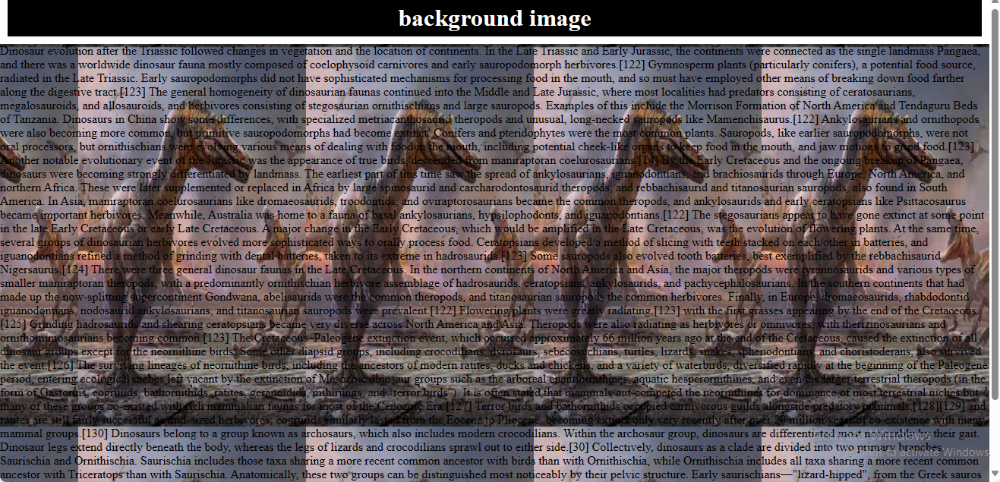 background image
Dinosaur evolution after the Triassic followed changes in vegetation and the location of continents. In the Late Triassic and Early Jurassic, the continents were connected as the single landmass Pangaea,
and there was a worldwide dinosaur fauna mostly composed of coelophysoid carnivores and early sauropodomorph herbivores.[122] Gymnosperm plants (particularly conifers), a potential food source,
radiated in the Late Triassic. Early sauropodomorphs did not have sophisticated mechanisms for processing food in the mouth, and so must have employed other means of breaking down food farther
along the digestive tract.[123] The general homogeneity of dinosaurian faunas continued into the Middle and Late Jurassic, where most localities had predators consisting of ceratosaurians,
megalosauroids, and allosauroids, and herbivores consisting of stegosaurian ornithischians and large sauropods. Examples of this include the Morrison Formation of North America and Tendaguru Beds
of Tanzania. Dinosaurs in China show some differences, with specialized metriacanthosaurid theropods and unusual, long-necked sauropods like Mamenchisaurus.[122] Ankylosaurians and ornithopods
were also becoming more common, but primitive sauropodomorphs had become extinct. Conifers and pteridophytes were the most common plants. Sauropods, like earlier sauropodomorphs, were not
oral processors, but ornithischians were evolving various means of dealing with food in the mouth, including potential cheek-like organs to keep food in the mouth, and jaw motions to grind food.[123]
Another notable evolutionary event of the Jurassic was the appearance of true birds, descended from maniraptoran coelurosaurians.[14] By the Early Cretaceous and the ongoing breakup of Pangaea,
dinosaurs were becoming strongly differentiated by landmass. The earliest part of this time saw the spread of ankylosaurians, iguanodontians, and brachiosaurids through Europe, North America, and
northern Africa. These were later supplemented or replaced in Africa by large spinosaurid and carcharodontosaurid theropods, and rebbachisaurid and titanosaurian sauropods, also found in South
America. In Asia, maniraptoran coelurosaurians like dromaeosaurids, troodontids, and oviraptorosaurians became the common theropods, and ankylosaurids and early ceratopsians like Psittacosaurus
became important herbivores. Meanwhile, Australia was home to a fauna of basal ankylosaurians, hypsilophodonts, and iguanodontians.[122] The stegosaurians appear to have gone extinct at some point
in the late Early Cretaceous or early Late Cretaceous. A major change in the Early Cretaceous, which would be amplified in the Late Cretaceous, was the evolution of flowering plants. At the same time,
several groups of dinosaurian herbivores evolved more sophisticated ways to orally process food. Ceratopsians developed a method of slicing with teeth stacked on each other in batteries, and
iguanodontians refined a method of grinding with dental batteries, taken to its extreme in hadrosaurids.[123] Some sauropods also evolved tooth batteries, best exemplified by the rebbachisaurid
Nigersaurus.[124] There were three general dinosaur faunas in the Late Cretaceous. In the northern continents of North America and Asia, the major theropods were tyrannosaurids and various types of
smaller maniraptoran theropods, with a predominantly ornithischian herbivore assemblage of hadrosaurids, ceratopsians, ankylosaurids, and pachycephalosaurians. In the southern continents that had
made up the now-splitting supercontinent Gondwana, abelisaurids were the common theropods, and titanosaurian sauropods the common herbivores. Finally, in Europe, dromaeosaurids, rhabdodontid
iguanodontians, nodosaurid ankylosaurians, and titanosaurian sauropods were prevalent.[122] Flowering plants were greatly radiating,[123] with the first grasses appearing by the end of the Cretaceous.
[125] Grinding hadrosaurids and shearing ceratopsians became very diverse across North America and Asia. Theropods were also radiating as herbivores or omnivores, with therizinosaurians and
ornithomimosaurians becoming common.[123] The Cretaceous–Paleogene extinction event, which occurred approximately 66 million years ago at the end of the Cretaceous, caused the extinction of all
dinosaur groups except for the neornithine birds. Some other diapsid groups, including crocodilians, dyrosaurs, sebecosuchians, turtles, lizards, snakes, sphenodontians, and choristoderans, also survived
the event.[126] The surviving lineages of neornithine birds, including the ancestors of modern ratites, ducks and chickens, and a variety of waterbirds, diversified rapidly at the beginning of the Paleogene
period, entering ecological niches left vacant by the extinction of Mesozoic dinosaur groups such as the arboreal enantiornithines, aquatic hesperornithines, and even the larger terrestrial theropods (in the
form of Gastornis, eogruiids, bathornithids, ratites, geranoidids, mihirungs, and "terror birds"). It is often stated that mammals out-competed the neornithines for dominance of most terrestrial niches but
many of these groups co-existed with rich mammalian faunas for most of the Cenozoic Era.[127] Terror birds and bathornithids occupied carnivorous guilds alongside predatory mammals,[128][129] and
ratites are still fairly successful as mid-sized herbivores; eogruiids similarly lasted from the Eocene to Pliocene, becoming extinct only very recently after over 20 million years of co-existence with many
mammal groups.[130] Dinosaurs belong to a group known as archosaurs, which also includes modern crocodilians. Within the archosaur group, dinosaurs are differentiated most noticeably by their gait.
Dinosaur legs extend directly beneath the body, whereas the legs of lizards and crocodilians sprawl out to either side.[30] Collectively, dinosaurs as a clade are divided into two primary branches,
Saurischia and Ornithischia. Saurischia includes those taxa sharing a more recent common ancestor with birds than with Ornithischia, while Ornithischia includes all taxa sharing a more recent common
ancestor with Triceratops than with Saurischia. Anatomically, these two groups can be distinguished most noticeably by their pelvic structure. Early saurischians—"lizard-hipped", from the Greek sauros
Activate Windows
to activate Windows